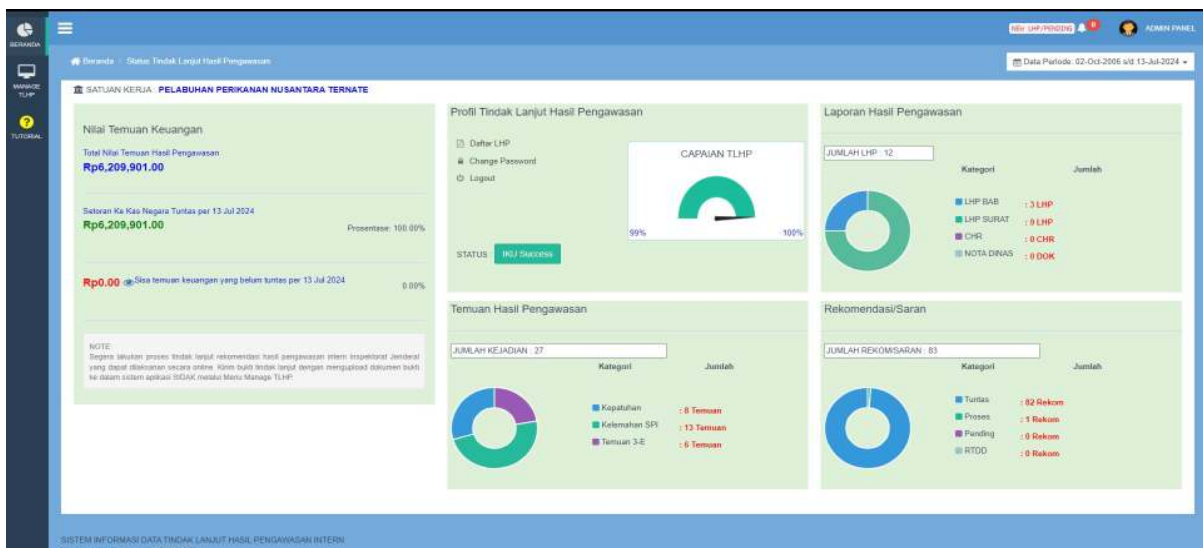 BERANDA
MANAGE
TLHP
TUTORIAL
NEW LHP/PENDING
0
ADMIN PANEL
Beranda > Status Tindak Lanjut Hasil Pengawasan
Data Periode: 02-Oct-2006 s/d 13-Jul-2024
SATUAN KERJA : PELABUHAN PERIKANAN NUSANTARA TERNATE
Nilai Temuan Keuangan
Total Nilai Temuan Hasil Pengawasan
Rp6,209,901.00
Setoran Ke Kas Negara Tuntas per 13 Jul 2024
Rp6,209,901.00
Prosentase: 100.00%
Rp0.00 Sisa temuan keuangan yang belum tuntas per 13 Jul 2024
0.00%
NOTE:
Segera lakukan proses tindak lanjut rekomendasi hasil pengawasan intern Inspektorat Jenderal
yang dapat dilaksanan secara online. Kirim bukti tindak lanjut dengan mengupload dokumen bukti
ke dalam sistem aplikasi SIDAK melalui Menu Manage TLHP.
Profil Tindak Lanjut Hasil Pengawasan
Daftar LHP
Change Password
Logout
CAPAIAN TLHP
99%
100%
STATUS : IKU Success
Laporan Hasil Pengawasan
JUMLAH LHP : 12
Kategori Jumlah
LHP BAB : 3 LHP
LHP SURAT : 9 LHP
CHR : 0 CHR
NOTA DINAS : 0 DOK
Temuan Hasil Pengawasan
JUMLAH KEJADIAN : 27
Kategori Jumlah
Kepatuhan : 8 Temuan
Kelemahan SPI : 13 Temuan
Temuan 3-E : 6 Temuan
Rekomendasi/Saran
JUMLAH REKOM/SARAN : 83
Kategori Jumlah
Tuntas : 82 Rekom
Proses : 1 Rekom
Pending : 0 Rekom
RTDD : 0 Rekom
SISTEM INFORMASI DATA TINDAK LANJUT HASIL PENGAWASAN INTERN